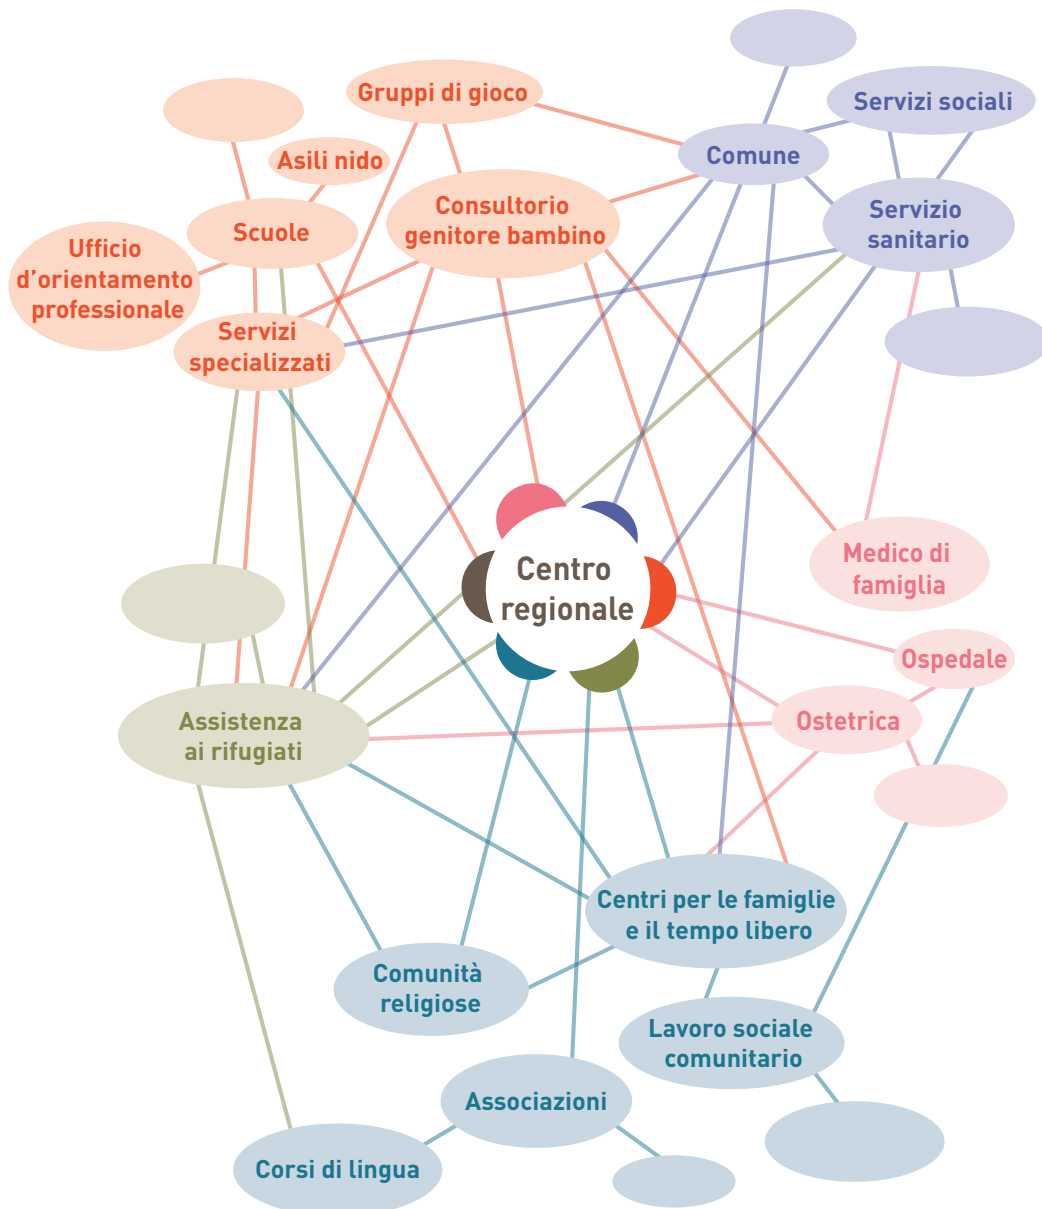 Gruppi di gioco
Servizi sociali
Comune
Asili nido
Consultorio
genitore bambino
Servizio
sanitario
Scuole
Ufficio
d’orientamento
professionale
Servizi
specializzati
Centro
regionale
Medico di
famiglia
Ospedale
Ostetrica
Assistenza
ai rifugiati
Centri per le famiglie
e il tempo libero
Comunità
religiose
Lavoro sociale
comunitario
Associazioni
Corsi di lingua